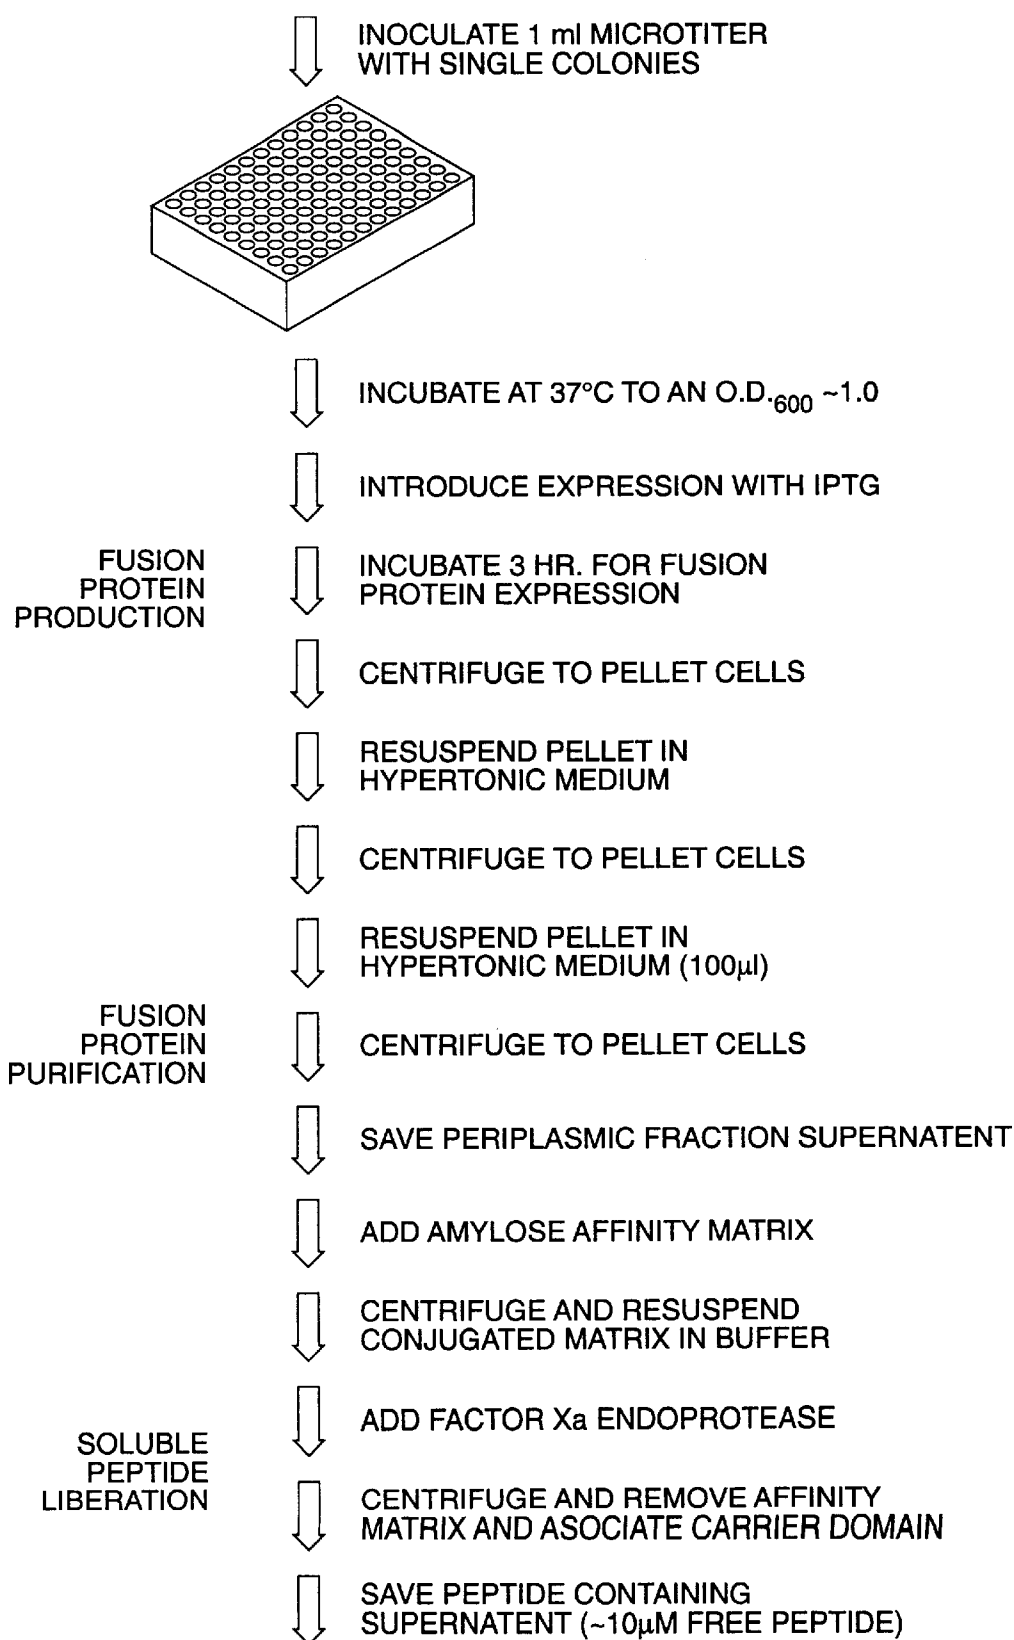 INOCULATE 1 ml MICROTITER
WITH SINGLE COLONIES
INCUBATE AT 37°C TO AN O.D.600 ~1.0
INTRODUCE EXPRESSION WITH IPTG
FUSION
PROTEIN
PRODUCTION
INCUBATE 3 HR. FOR FUSION
PROTEIN EXPRESSION
CENTRIFUGE TO PELLET CELLS
RESUSPEND PELLET IN
HYPERTONIC MEDIUM
CENTRIFUGE TO PELLET CELLS
RESUSPEND PELLET IN
HYPERTONIC MEDIUM (100µl)
FUSION
PROTEIN
PURIFICATION
CENTRIFUGE TO PELLET CELLS
SAVE PERIPLASMIC FRACTION SUPERNATENT
ADD AMYLOSE AFFINITY MATRIX
CENTRIFUGE AND RESUSPEND
CONJUGATED MATRIX IN BUFFER
ADD FACTOR Xa ENDOPROTEASE
SOLUBLE
PEPTIDE
LIBERATION
CENTRIFUGE AND REMOVE AFFINITY
MATRIX AND ASOCIATE CARRIER DOMAIN
SAVE PEPTIDE CONTAINING
SUPERNATENT (~10µM FREE PEPTIDE)